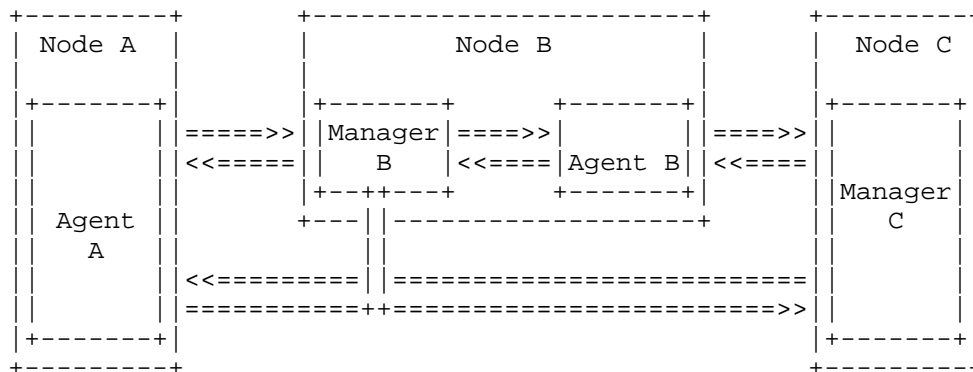 +---------+       +------------------------+      +----------
| Node A  |       |         Node B         |      |  Node C
|         |       |                        |      |
|         |       |                        |      |
|+-------+|       |+-------+      +-------+|      |+-------+
||       ||=====>>||Manager|====>>|       ||====>>||       |
||       ||<<=====||   B   |<<====|Agent B||<<====||       |
||       ||       |+--++---+      +-------+|      ||Manager|
|| Agent ||       +---||-------------------+      ||   C   |
||   A   ||           ||                          ||       |
||       ||<<=========||==========================||       |
||       ||===========++========================>>||       |
|+-------+|                                       |+-------+
+---------+                                       +----------